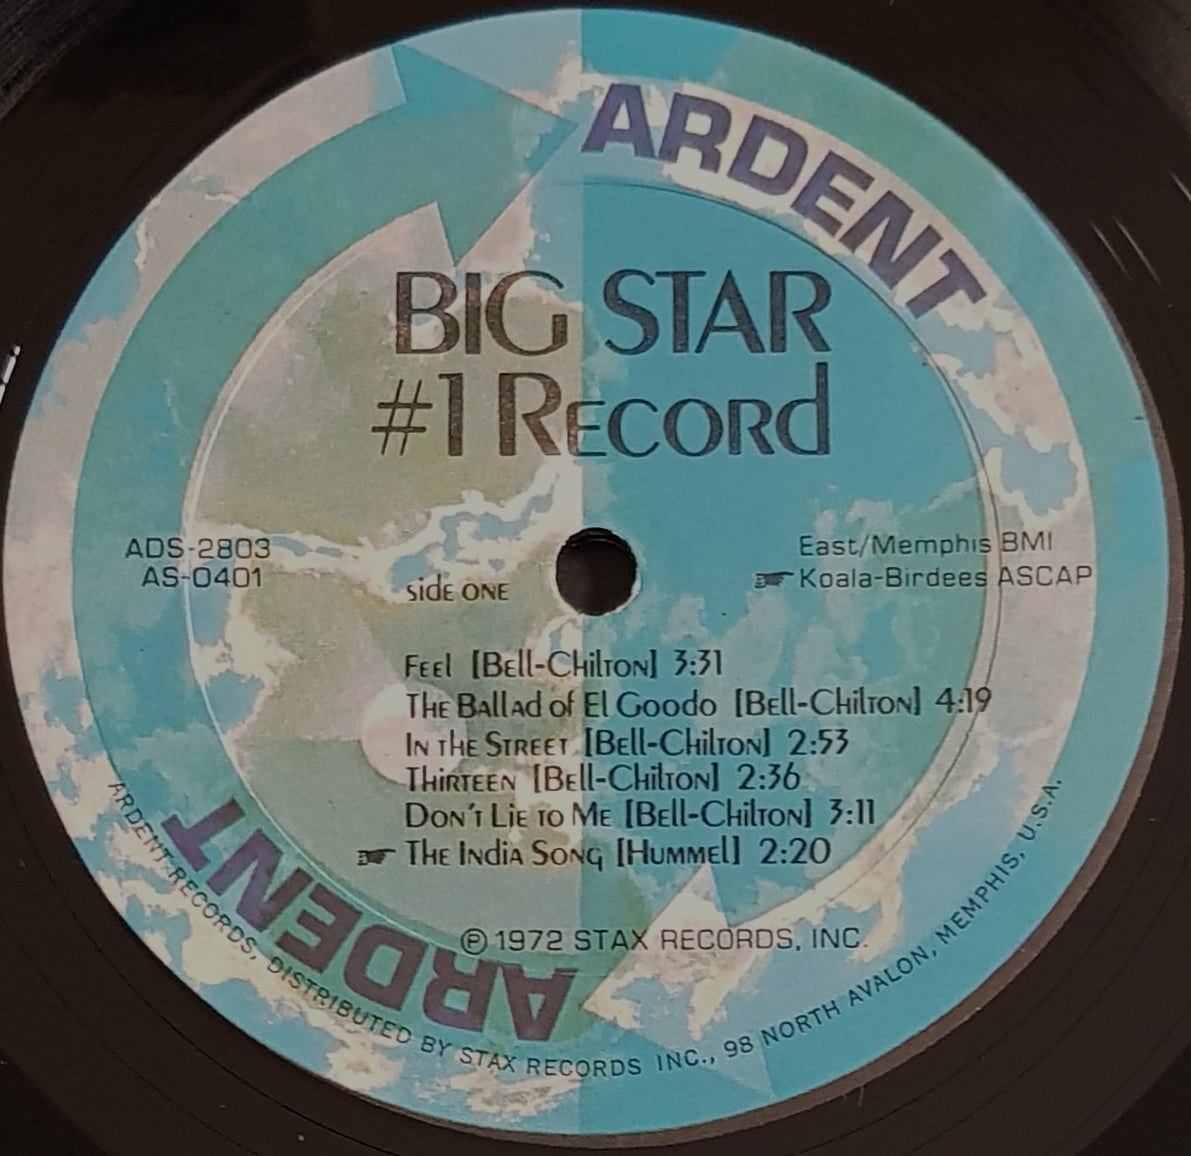 ARDENT
BIG STAR
#1 RECORD
ADS-2803
AS-0401
SIDE ONE
East/Memphis BMI
☛ Koala-Birdees ASCAP
FEEL [BELL-CHILTON] 3:31
THE BALLAD OF EL GOODO [BELL-CHILTON] 4:19
IN THE STREET [BELL-CHILTON] 2:53
THIRTEEN [BELL-CHILTON] 2:36
DON'T LIE TO ME [BELL-CHILTON] 3:11
☛ THE INDIA SONG [HUMMEL] 2:20
℗ 1972 STAX RECORDS, INC.
ARDENT
ARDENT RECORDS, DISTRIBUTED BY STAX RECORDS INC., 98 NORTH AVALON, MEMPHIS, U.S.A.